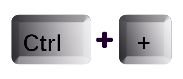 Ctrl + +